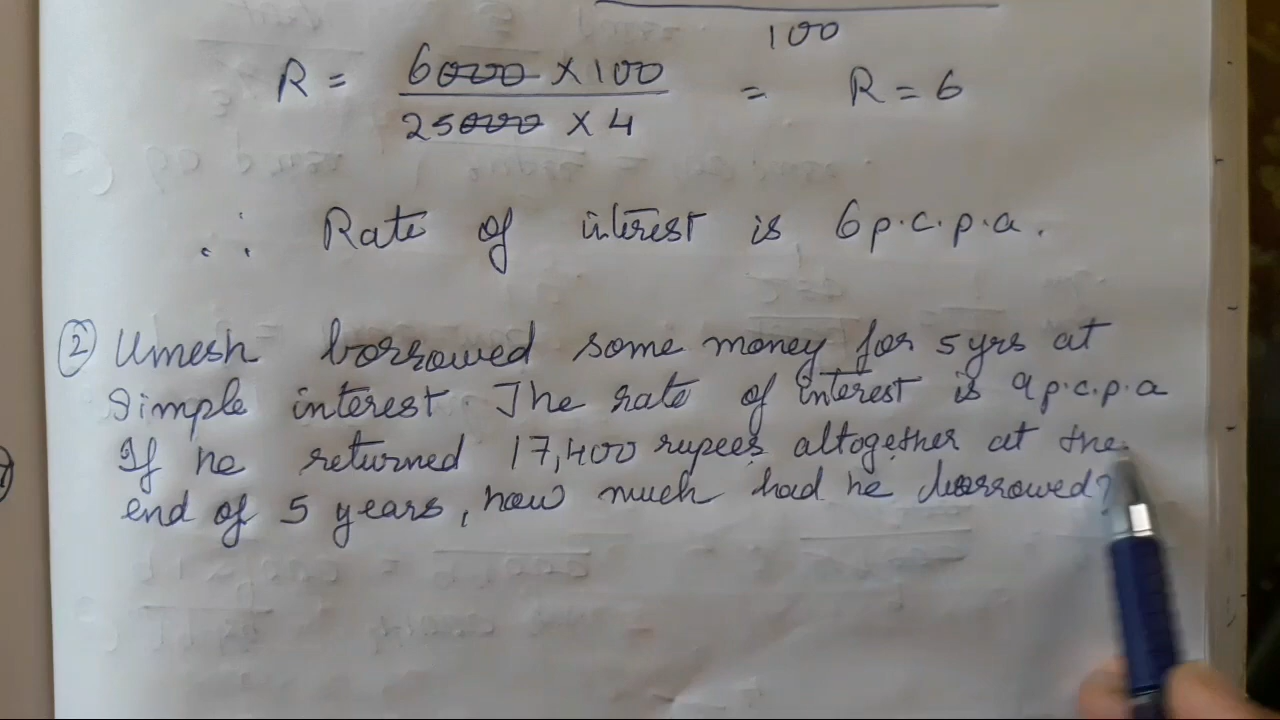 100
R = 6000 × 100 = R = 6
25000 × 4
∴ Rate of interest is 6 p.c.p.a.
② Umesh borrowed some money for 5 yrs at
simple interest. The rate of interest is 9 p.c.p.a
If he returned 17,400 rupees altogether at the
end of 5 years, how much had he borrowed?